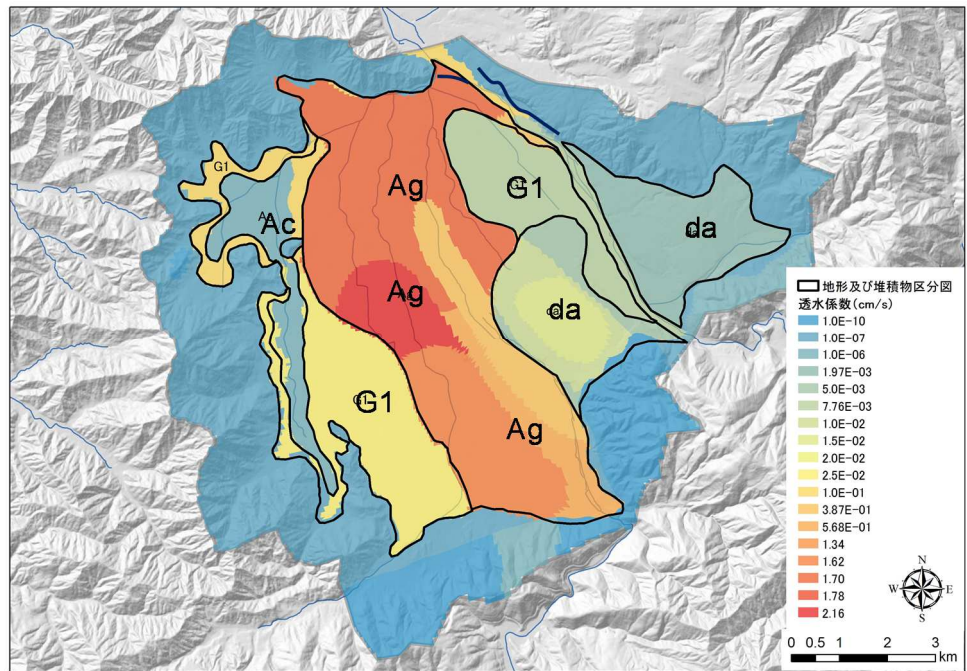 Ag
G1
G1
da
Ac
Ag
da
G1
Ag
地形及び堆積物区分図
透水係数(cm/s)
1.0E-10
1.0E-07
1.0E-06
1.97E-03
5.0E-03
7.76E-03
1.0E-02
1.5E-02
2.0E-02
2.5E-02
1.0E-01
3.87E-01
5.68E-01
1.34
1.62
1.70
1.78
2.16
N
W E
S
0 0.5 1 2 3
km